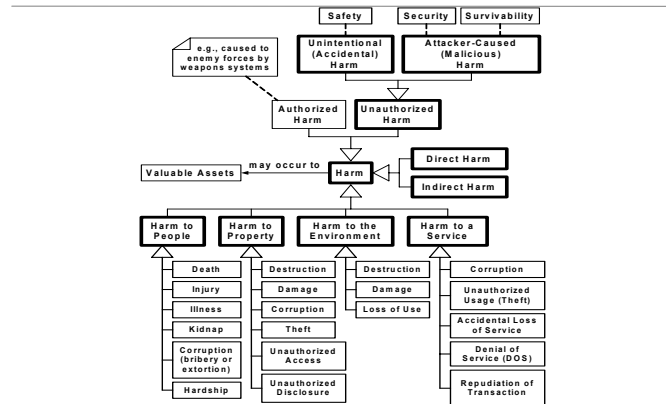 Safety
Security
Survivability
Unintentional
(Accidental)
Harm
Attacker-Caused
(Malicious)
Harm
e.g., caused to
enemy forces by
weapons systems
Authorized
Harm
Unauthorized
Harm
Valuable Assets
may occur to
Harm
Direct Harm
Indirect Harm
Harm to
People
Harm to
Property
Harm to the
Environment
Harm to a
Service
Death
Injury
Illness
Kidnap
Corruption
(bribery or
extortion)
Hardship
Destruction
Damage
Corruption
Theft
Unauthorized
Access
Unauthorized
Disclosure
Destruction
Damage
Loss of Use
Corruption
Unauthorized
Usage (Theft)
Accidental Loss
of Service
Denial of
Service (DOS)
Repudiation of
Transaction